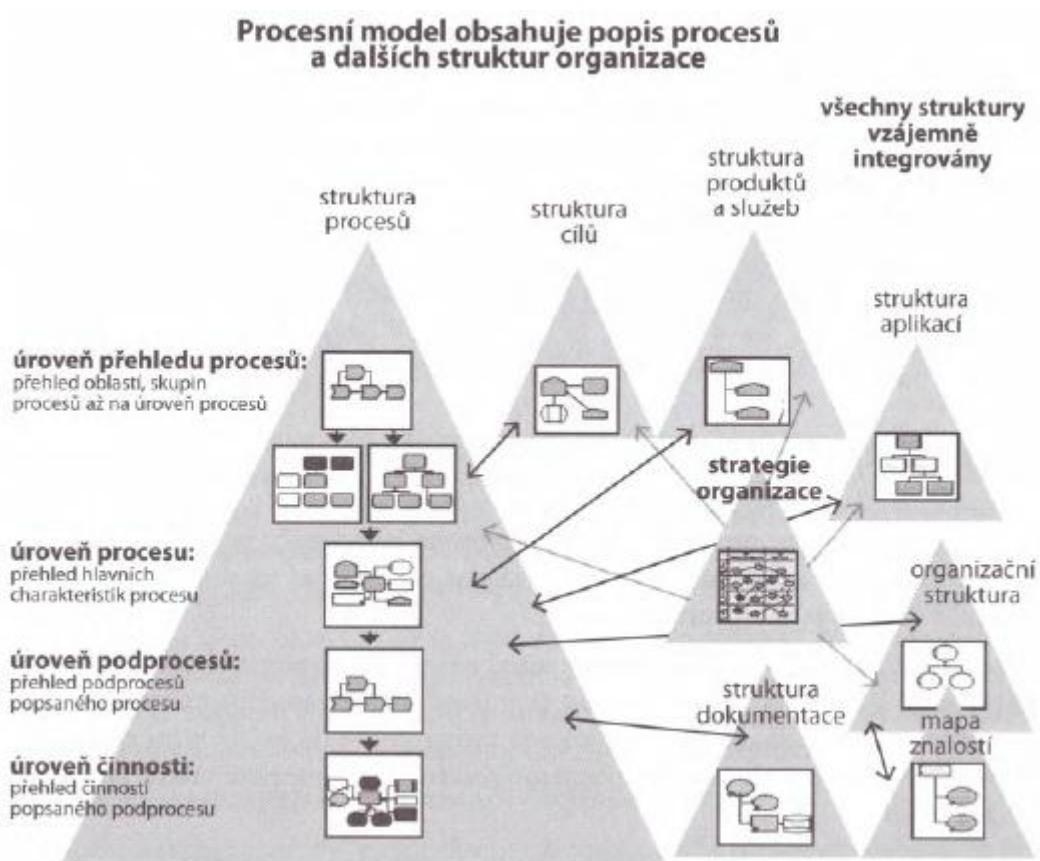 Procesní model obsahuje popis procesů
a dalších struktur organizace
všechny struktury
vzájemně
integrovány
struktura
produktů
a služeb
struktura
procesů
struktura
cílů
struktura
aplikací
úroveň přehledu procesů:
přehled oblastí, skupin
procesů až na úroveň procesů
strategie
organizace
úroveň procesu:
přehled hlavních
charakteristik procesu
organizační
struktura
úroveň podprocesů:
přehled podprocesů
popsaného procesu
struktura
dokumentace
mapa
znalostí
úroveň činnosti:
přehled činností
popsaného podprocesu